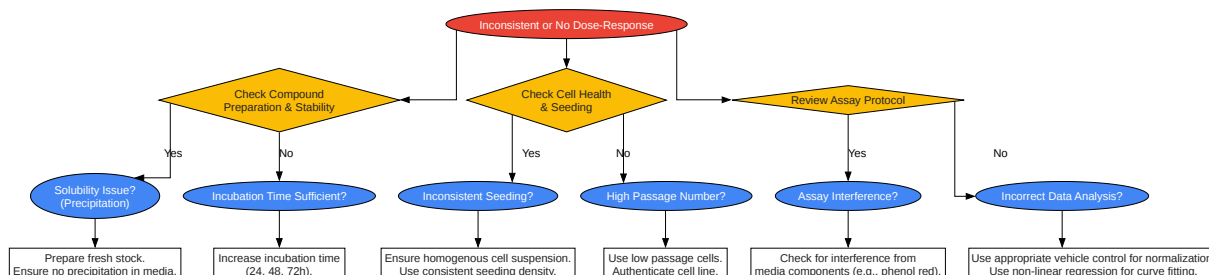 Inconsistent or No Dose-Response
Check Compound
Preparation & Stability
Check Cell Health
& Seeding
Review Assay Protocol
Yes
No
Yes
No
Yes
No
Solubility Issue?
(Precipitation)
Incubation Time Sufficient?
Inconsistent Seeding?
High Passage Number?
Assay Interference?
Incorrect Data Analysis?
Prepare fresh stock.
Ensure no precipitation in media.
Increase incubation time
(24, 48, 72h).
Ensure homogenous cell suspension.
Use consistent seeding density.
Use low passage cells.
Authenticate cell line.
Check for interference from
media components (e.g., phenol red).
Use appropriate vehicle control for normalization
Use non-linear regression for curve fitting.